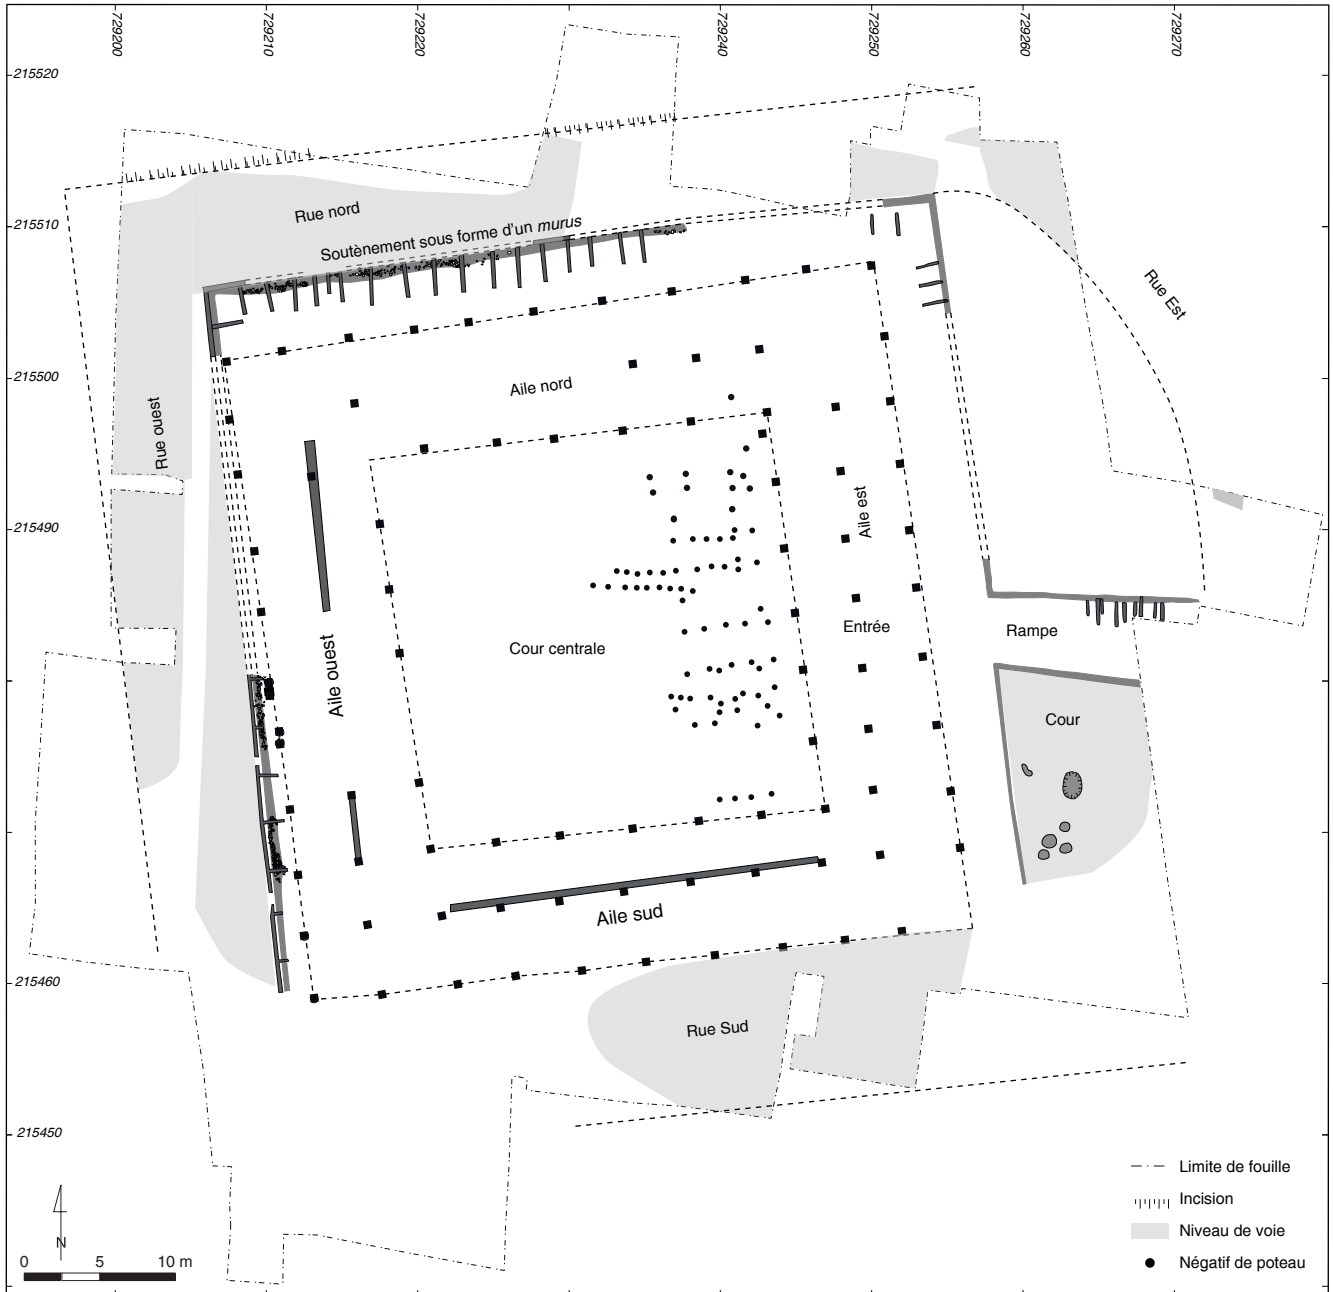 729200
729210
729220
729240
729250
729260
729270
215520
215510
215500
215490
215460
215450
Rue nord
Soutènement sous forme d'un murus
Rue Est
Rue ouest
Aile nord
Aile est
Aile ouest
Cour centrale
Entrée
Rampe
Cour
Aile sud
Rue Sud
N
0 5 10 m
Limite de fouille
Incision
Niveau de voie
Négatif de poteau